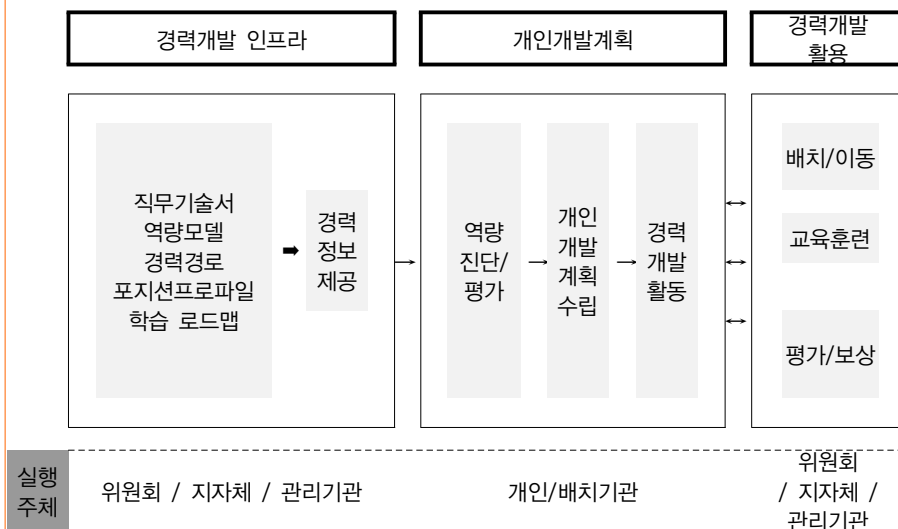 경력개발 인프라
개인개발계획
경력개발
활용
직무기술서
역량모델
경력경로
포지션프로파일
학습 로드맵
➡
경력
정보
제공
→
역량
진단/
평가
→
개인
개발
계획
수립
→
경력
개발
활동
↔
↔
↔
배치/이동
교육훈련
평가/보상
실행
주체
위원회 / 지자체 / 관리기관
개인/배치기관
위원회
/ 지자체 /
관리기관